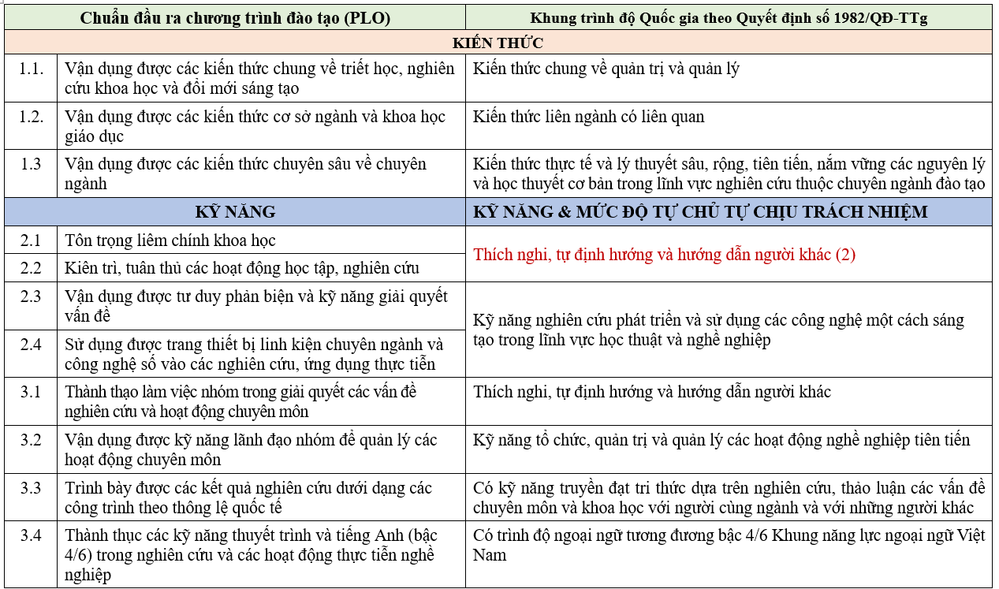 Chuẩn đầu ra chương trình đào tạo (PLO)
Khung trình độ Quốc gia theo Quyết định số 1982/QĐ-TTg
KIẾN THỨC
1.1.
Vận dụng được các kiến thức chung về triết học, nghiên
cứu khoa học và đổi mới sáng tạo
Kiến thức chung về quản trị và quản lý
1.2.
Vận dụng được các kiến thức cơ sở ngành và khoa học
giáo dục
Kiến thức liên ngành có liên quan
1.3
Vận dụng được các kiến thức chuyên sâu về chuyên
ngành
Kiến thức thực tế và lý thuyết sâu, rộng, tiên tiến, nắm vững các nguyên lý
và học thuyết cơ bản trong lĩnh vực nghiên cứu thuộc chuyên ngành đào tạo
KỸ NĂNG
KỸ NĂNG & MỨC ĐỘ TỰ CHỦ TỰ CHỊU TRÁCH NHIỆM
2.1
Tôn trọng liêm chính khoa học
Thích nghi, tự định hướng và hướng dẫn người khác (2)
2.2
Kiên trì, tuân thủ các hoạt động học tập, nghiên cứu
2.3
Vận dụng được tư duy phản biện và kỹ năng giải quyết
vấn đề
Kỹ năng nghiên cứu phát triển và sử dụng các công nghệ một cách sáng
tạo trong lĩnh vực học thuật và nghề nghiệp
2.4
Sử dụng được trang thiết bị linh kiện chuyên ngành và
công nghệ số vào các nghiên cứu, ứng dụng thực tiễn
3.1
Thành thạo làm việc nhóm trong giải quyết các vấn đề
nghiên cứu và hoạt động chuyên môn
Thích nghi, tự định hướng và hướng dẫn người khác
3.2
Vận dụng được kỹ năng lãnh đạo nhóm để quản lý các
hoạt động chuyên môn
Kỹ năng tổ chức, quản trị và quản lý các hoạt động nghề nghiệp tiên tiến
3.3
Trình bày được các kết quả nghiên cứu dưới dạng các
công trình theo thông lệ quốc tế
Có kỹ năng truyền đạt tri thức dựa trên nghiên cứu, thảo luận các vấn đề
chuyên môn và khoa học với người cùng ngành và với những người khác
3.4
Thành thục các kỹ năng thuyết trình và tiếng Anh (bậc
4/6) trong nghiên cứu và các hoạt động thực tiễn nghề
nghiệp
Có trình độ ngoại ngữ tương đương bậc 4/6 Khung năng lực ngoại ngữ Việt
Nam